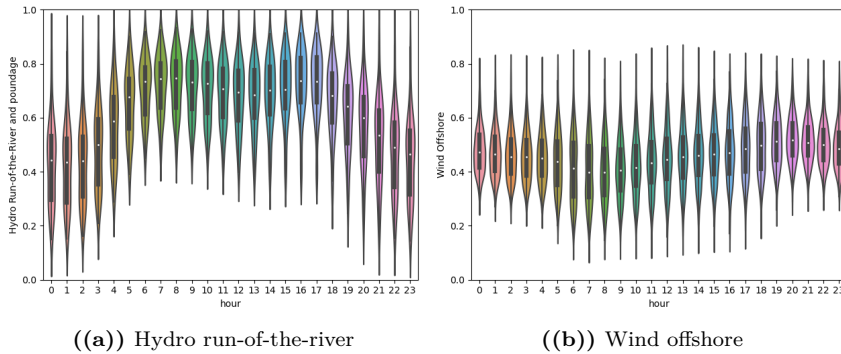 Hydro Run-of-the-River and poundage
1.0
0.8
0.6
0.4
0.2
0.0
0 1 2 3 4 5 6 7 8 9 10 11 12 13 14 15 16 17 18 19 20 21 22 23
hour
((a)) Hydro run-of-the-river
Wind Offshore
1.0
0.8
0.6
0.4
0.2
0.0
0 1 2 3 4 5 6 7 8 9 10 11 12 13 14 15 16 17 18 19 20 21 22 23
hour
((b)) Wind offshore